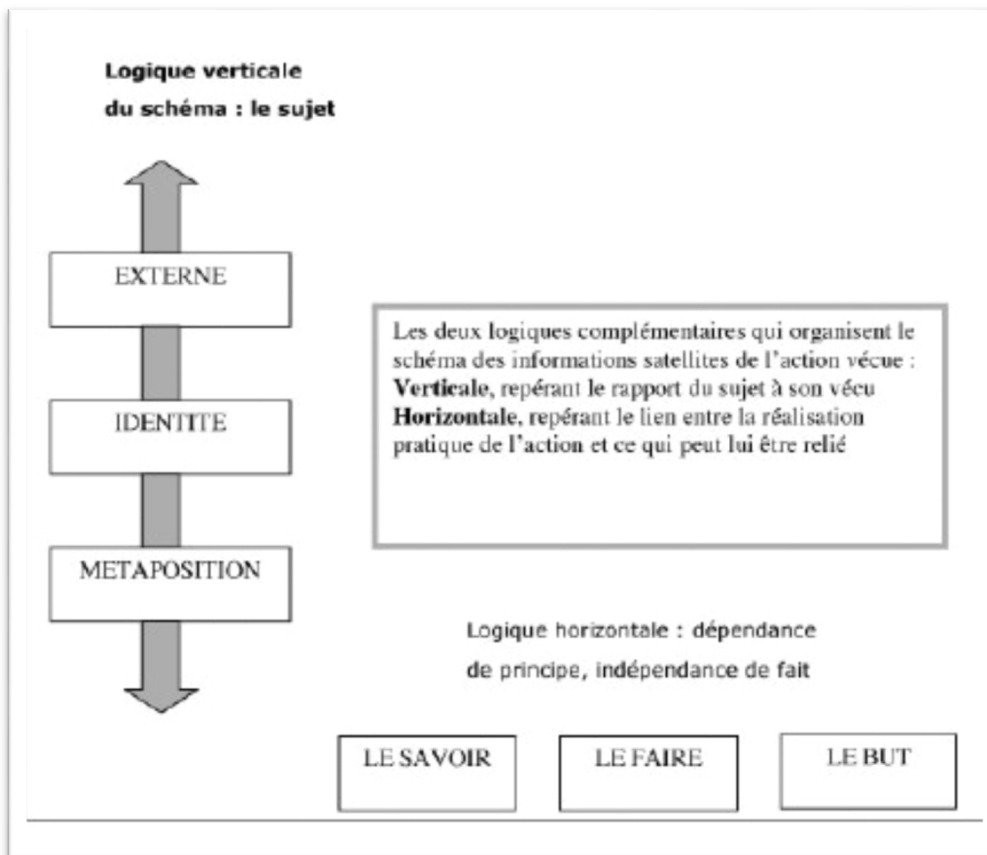 Logique verticale
du schéma : le sujet
EXTERNE
IDENTITE
METAPOSITION
Les deux logiques complémentaires qui organisent le
schéma des informations satellites de l'action vécue :
Verticale, repérant le rapport du sujet à son vécu
Horizontale, repérant le lien entre la réalisation
pratique de l'action et ce qui peut lui être relié
Logique horizontale : dépendance
de principe, indépendance de fait
LE SAVOIR
LE FAIRE
LE BUT